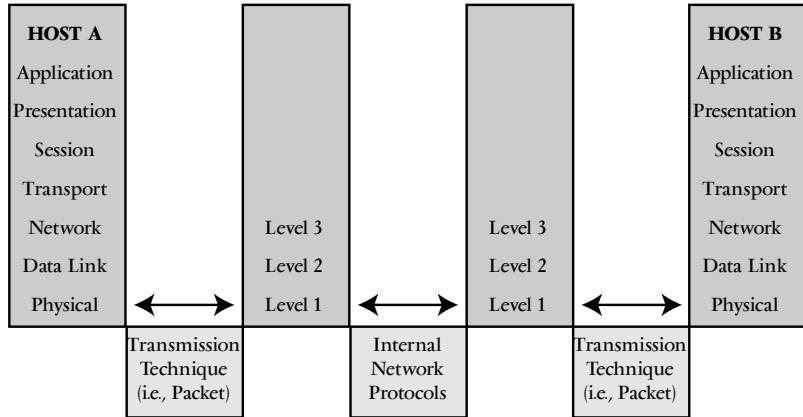 HOST A
Application
Presentation
Session
Transport
Network
Data Link
Physical
Level 3
Level 2
Level 1
Level 3
Level 2
Level 1
HOST B
Application
Presentation
Session
Transport
Network
Data Link
Physical
Transmission
Technique
(i.e., Packet)
Internal
Network
Protocols
Transmission
Technique
(i.e., Packet)